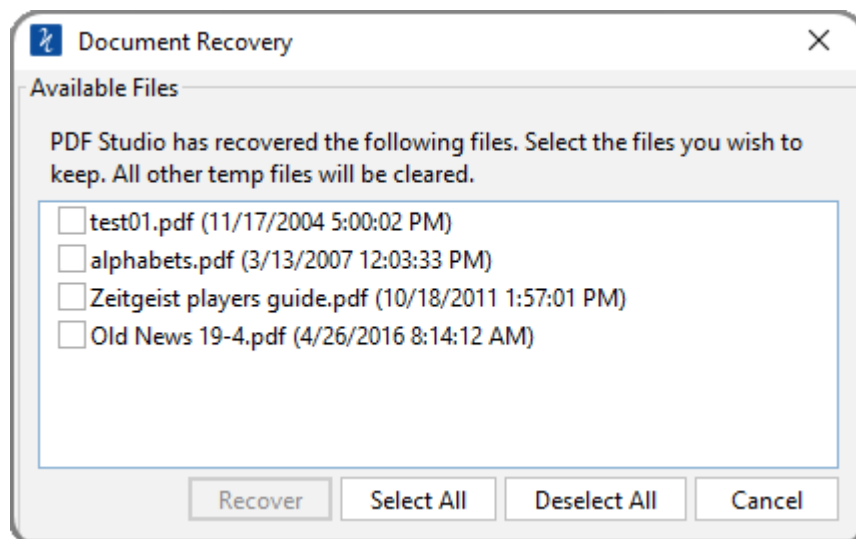 Document Recovery
Available Files
PDF Studio has recovered the following files. Select the files you wish to
keep. All other temp files will be cleared.
test01.pdf (11/17/2004 5:00:02 PM)
alphabets.pdf (3/13/2007 12:03:33 PM)
Zeitgeist players guide.pdf (10/18/2011 1:57:01 PM)
Old News 19-4.pdf (4/26/2016 8:14:12 AM)
Recover Select All Deselect All Cancel